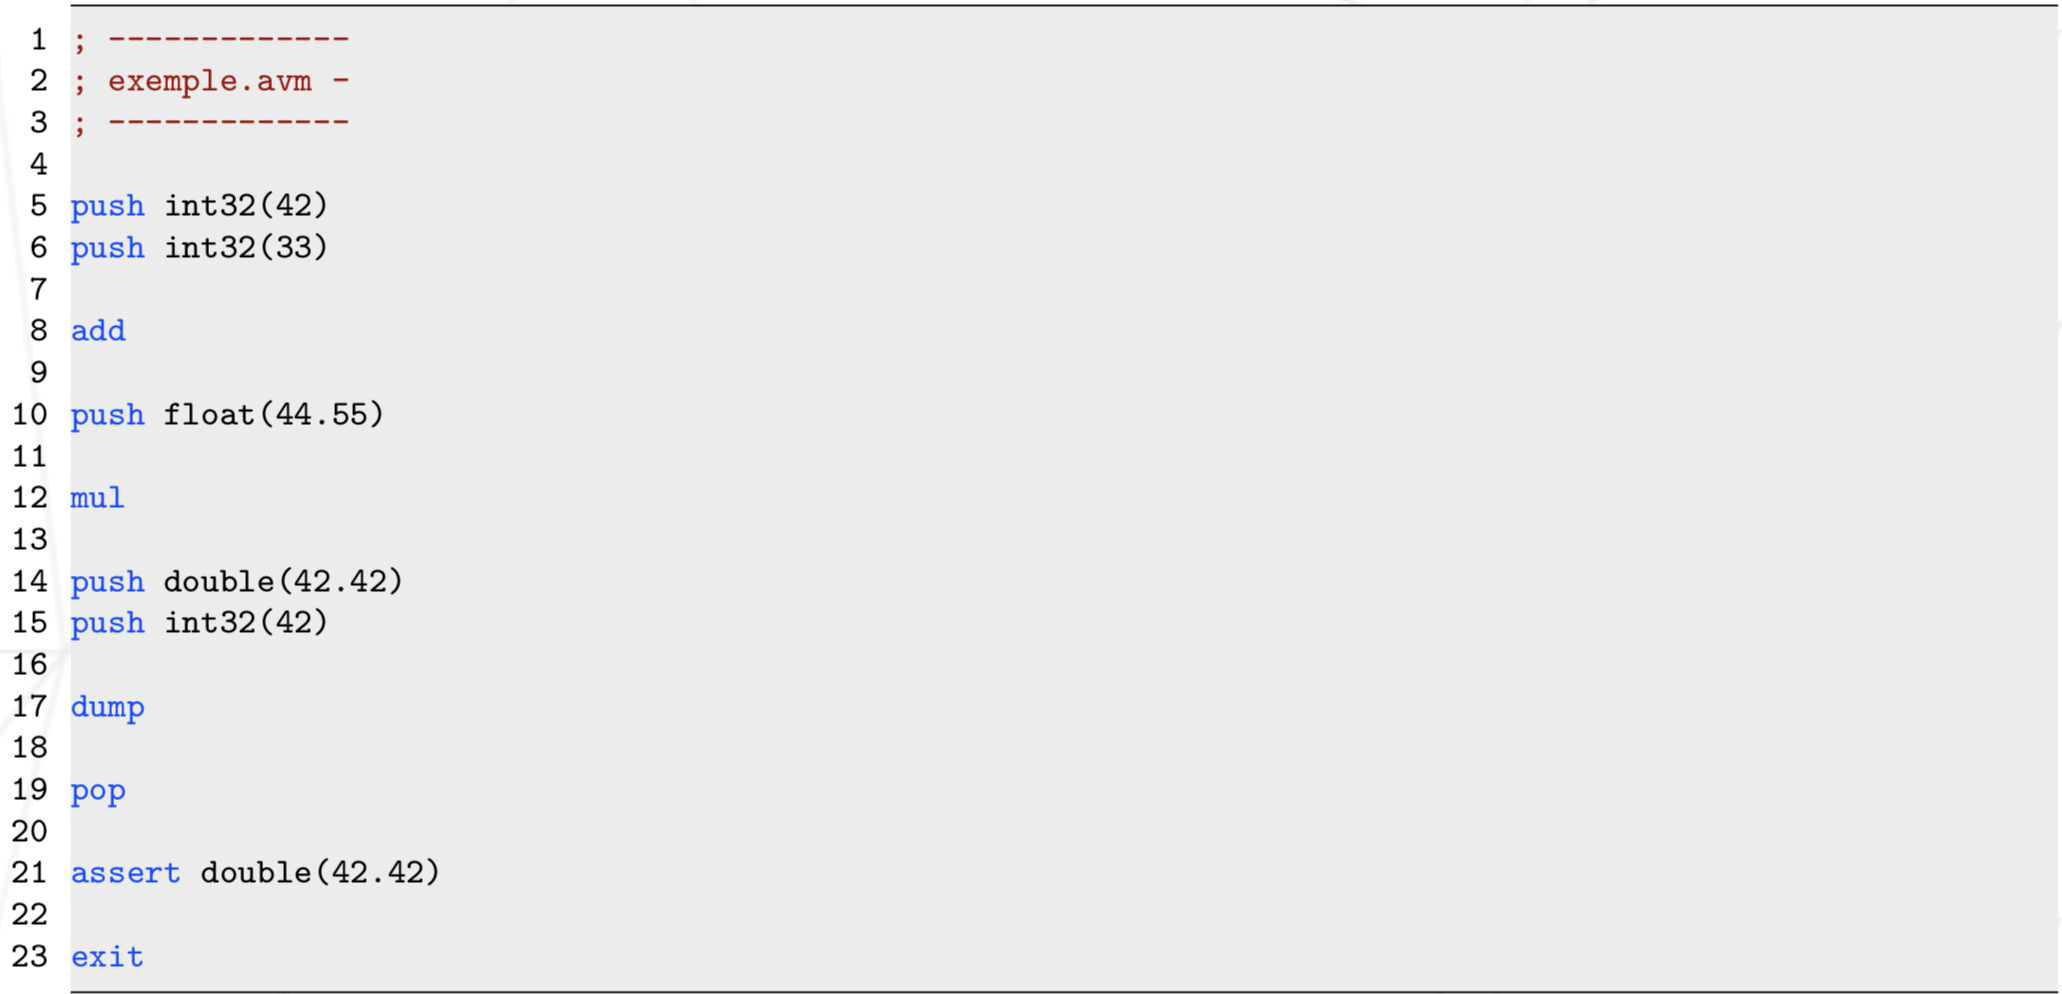 1 ; -------------
2 ; exemple.avm -
3 ; -------------
4
5 push int32(42)
6 push int32(33)
7
8 add
9
10 push float(44.55)
11
12 mul
13
14 push double(42.42)
15 push int32(42)
16
17 dump
18
19 pop
20
21 assert double(42.42)
22
23 exit